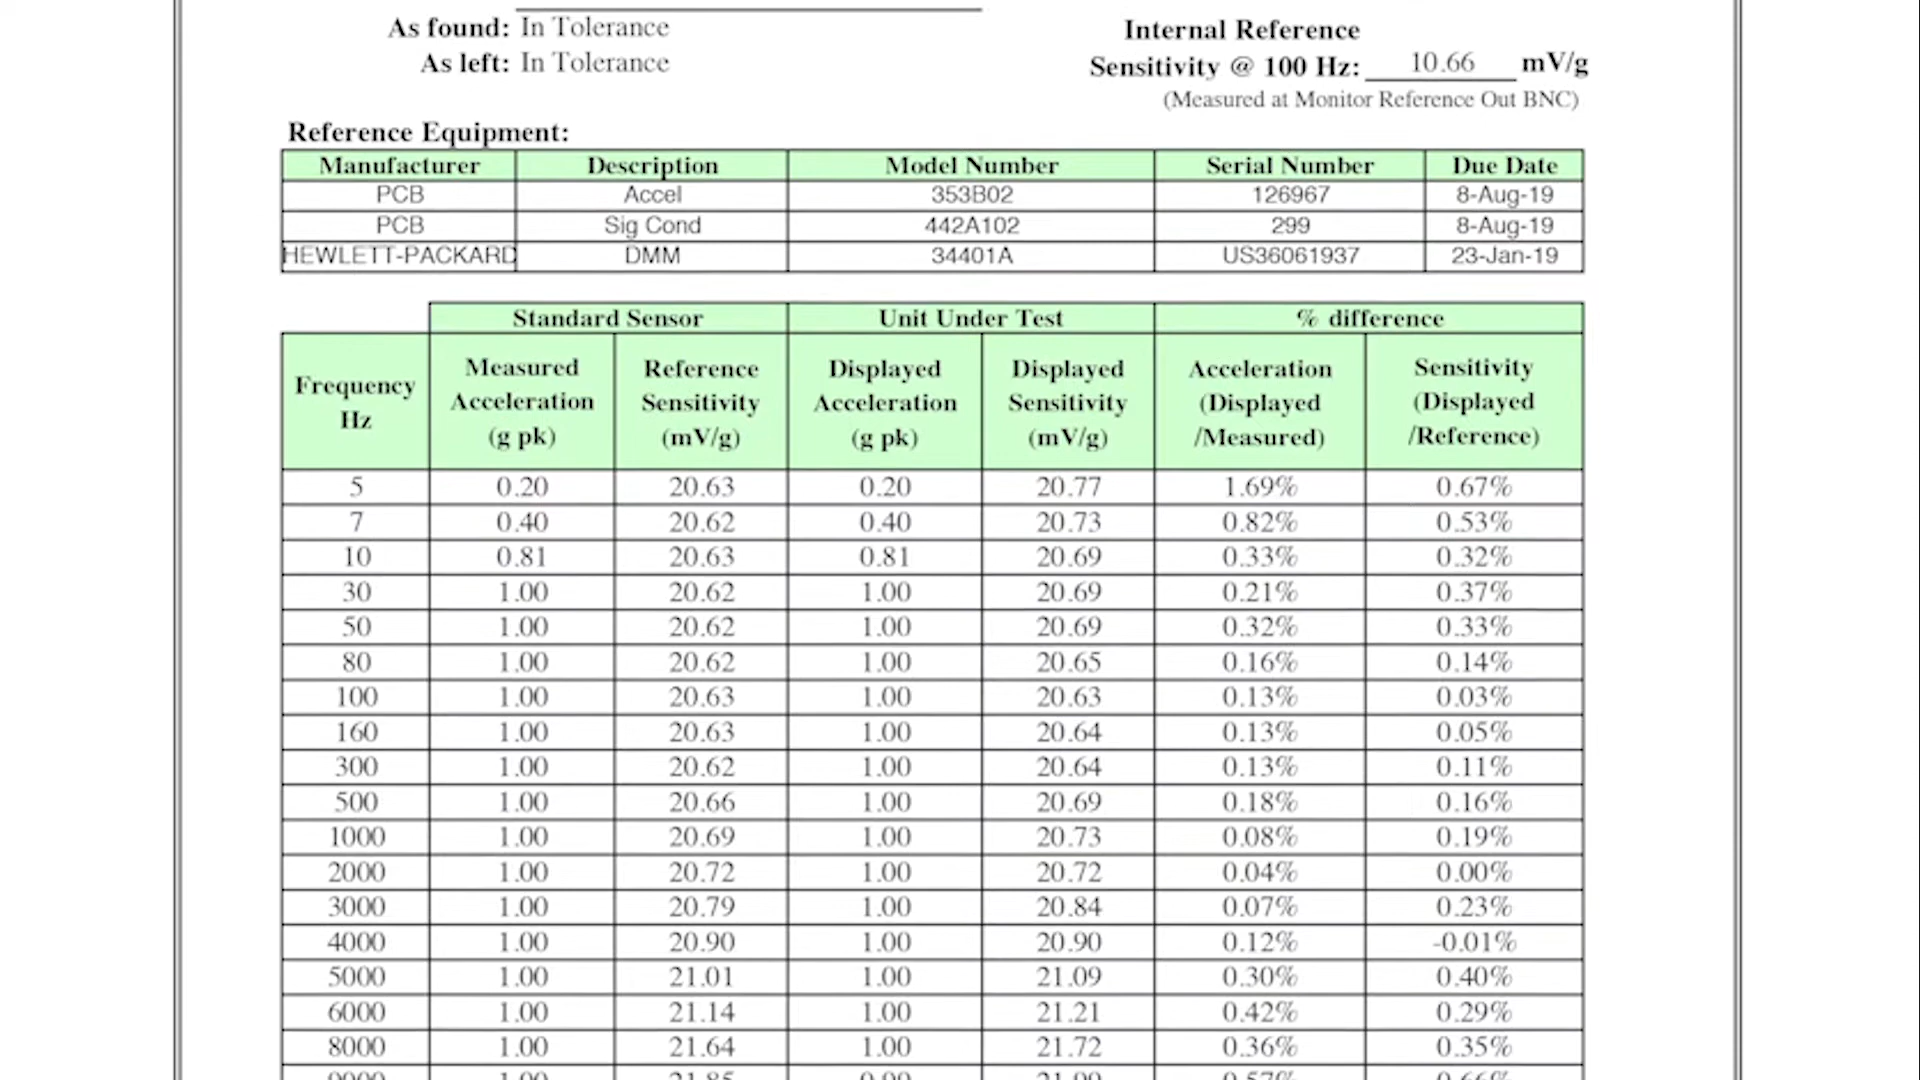 As found: In Tolerance
Internal Reference
As left: In Tolerance
Sensitivity @ 100 Hz: 10.66 mV/g
(Measured at Monitor Reference Out BNC)
Reference Equipment:
Manufacturer Description Model Number Serial Number Due Date
PCB Accel 353B02 126967 8-Aug-19
PCB Sig Cond 442A102 299 8-Aug-19
HEWLETT-PACKARD DMM 34401A US36061937 23-Jan-19
Standard Sensor Unit Under Test % difference
Frequency Hz Measured Acceleration (g pk) Reference Sensitivity (mV/g) Displayed Acceleration (g pk) Displayed Sensitivity (mV/g) Acceleration (Displayed /Measured) Sensitivity (Displayed /Reference)
5 0.20 20.63 0.20 20.77 1.69% 0.67%
7 0.40 20.62 0.40 20.73 0.82% 0.53%
10 0.81 20.63 0.81 20.69 0.33% 0.32%
30 1.00 20.62 1.00 20.69 0.21% 0.37%
50 1.00 20.62 1.00 20.69 0.32% 0.33%
80 1.00 20.62 1.00 20.65 0.16% 0.14%
100 1.00 20.63 1.00 20.63 0.13% 0.03%
160 1.00 20.63 1.00 20.64 0.13% 0.05%
300 1.00 20.62 1.00 20.64 0.13% 0.11%
500 1.00 20.66 1.00 20.69 0.18% 0.16%
1000 1.00 20.69 1.00 20.73 0.08% 0.19%
2000 1.00 20.72 1.00 20.72 0.04% 0.00%
3000 1.00 20.79 1.00 20.84 0.07% 0.23%
4000 1.00 20.90 1.00 20.90 0.12% -0.01%
5000 1.00 21.01 1.00 21.09 0.30% 0.40%
6000 1.00 21.14 1.00 21.21 0.42% 0.29%
8000 1.00 21.64 1.00 21.72 0.36% 0.35%